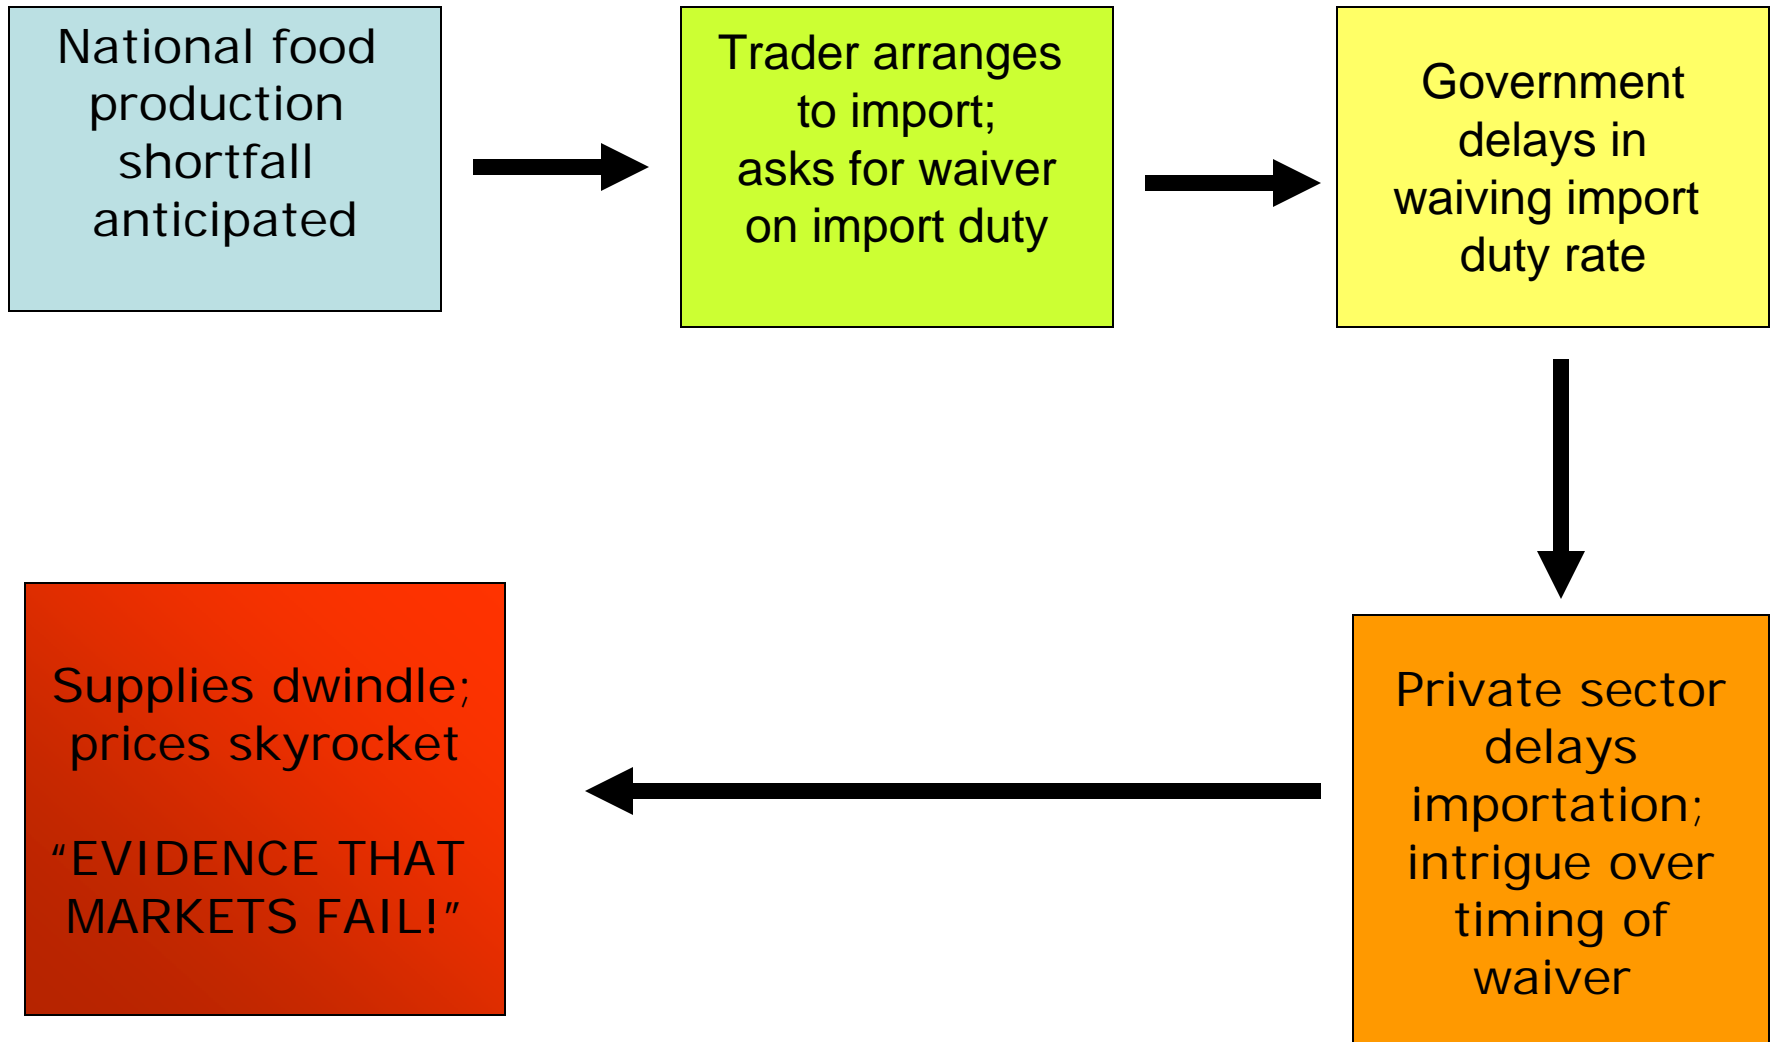 National food
production
shortfall
anticipated
Trader arranges
to import;
asks for waiver
on import duty
Government
delays in
waiving import
duty rate
Private sector
delays
importation;
intrigue over
timing of
waiver
Supplies dwindle;
prices skyrocket
“EVIDENCE THAT
MARKETS FAIL!”